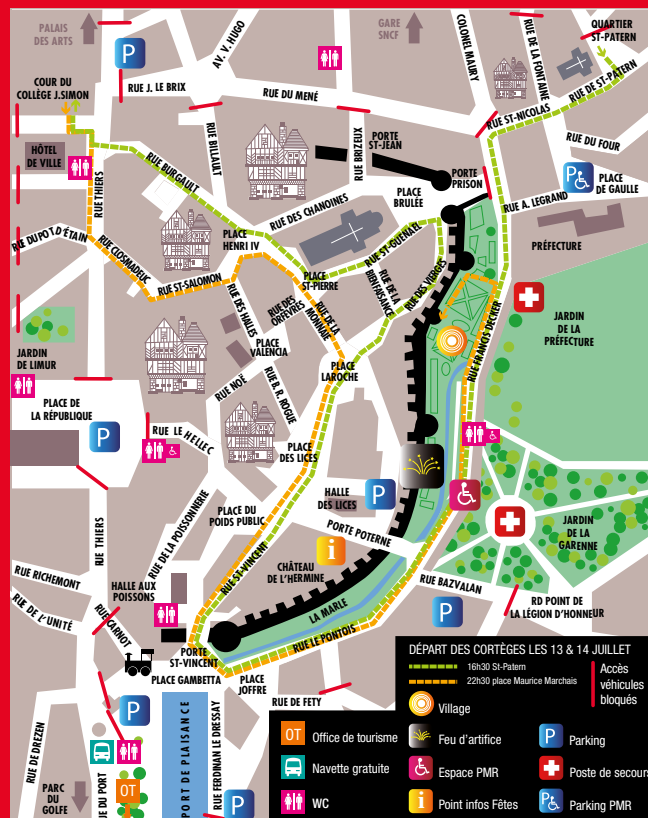 PALAIS
DES ARTS
P
AV. V. HUGO
GARE
SNCF
COLONEL MAURY
RUE DE LA FONTAINE
QUARTIER
ST-PATERN
COUR DU
COLLÈGE J.SIMON
RUE J. LE BRIX
RUE DU MENÉ
RUE ST-NICOLAS
RUE DE ST-PATERN
RUE BILLAULT
RUE BRIZEUX
PORTE
ST-JEAN
RUE DU FOUR
HÔTEL
DE VILLE
RUE THIERS
RUE BURGAULT
PLACE
BRULÉE
PORTE
PRISON
P
PLACE
DE GAULLE
RUE A. LEGRAND
RUE DES CHANOINES
PRÉFECTURE
RUE DU POT D'ÉTAIN
RUE CLOSMADEUC
PLACE
HENRI IV
RUE ST-GUENAEL
PLACE
ST-PIERRE
RUE DE LA
BIENFAISANCE
RUE DES VIERGES
RUE ST-SALOMON
RUE DES HALLES
RUE DES
ORFÈVRES
RUE DE LA
MONNAIE
RUE FRANCIS DECKER
JARDIN
DE LA
PRÉFECTURE
JARDIN
DE LIMUR
PLACE
VALENCIA
PLACE
LAROCHE
RUE NOÉ
RUE B. R. ROGUE
PLACE DE
LA RÉPUBLIQUE
P
RUE LE HELLEC
PLACE
DES LICES
RUE DE LA POISSONNERIE
PLACE DU
POIDS PUBLIC
HALLE
DES LICES
P
PORTE POTERNE
JARDIN
DE LA
GARENNE
RUE THIERS
RUE ST-VINCENT
i
CHÂTEAU
DE L'HERMINE
RUE BAZVALAN
RUE RICHEMONT
HALLE AUX
POISSONS
RUE DE L'UNITÉ
RUE CARNOT
LA MARLE
RUE LE PONTOIS
P
RD POINT DE
LA LÉGION D'HONNEUR
PORTE
ST-VINCENT
PLACE GAMBETTA
PLACE
JOFFRE
RUE DE FETY
P
RUE DE DREZEN
PORT DE PLAISANCE
RUE FERDINAN LE DRESSAY
PARC
DU GOLFE
OT
P
DÉPART DES CORTÈGES LES 13 & 14 JUILLET
16h30 St-Patern
22h30 place Maurice Marchais
Accès
véhicules
bloqués
Village
OT Office de tourisme
Feu d'artifice
P Parking
Navette gratuite
Espace PMR
Poste de secours
WC
i Point infos Fêtes
P Parking PMR